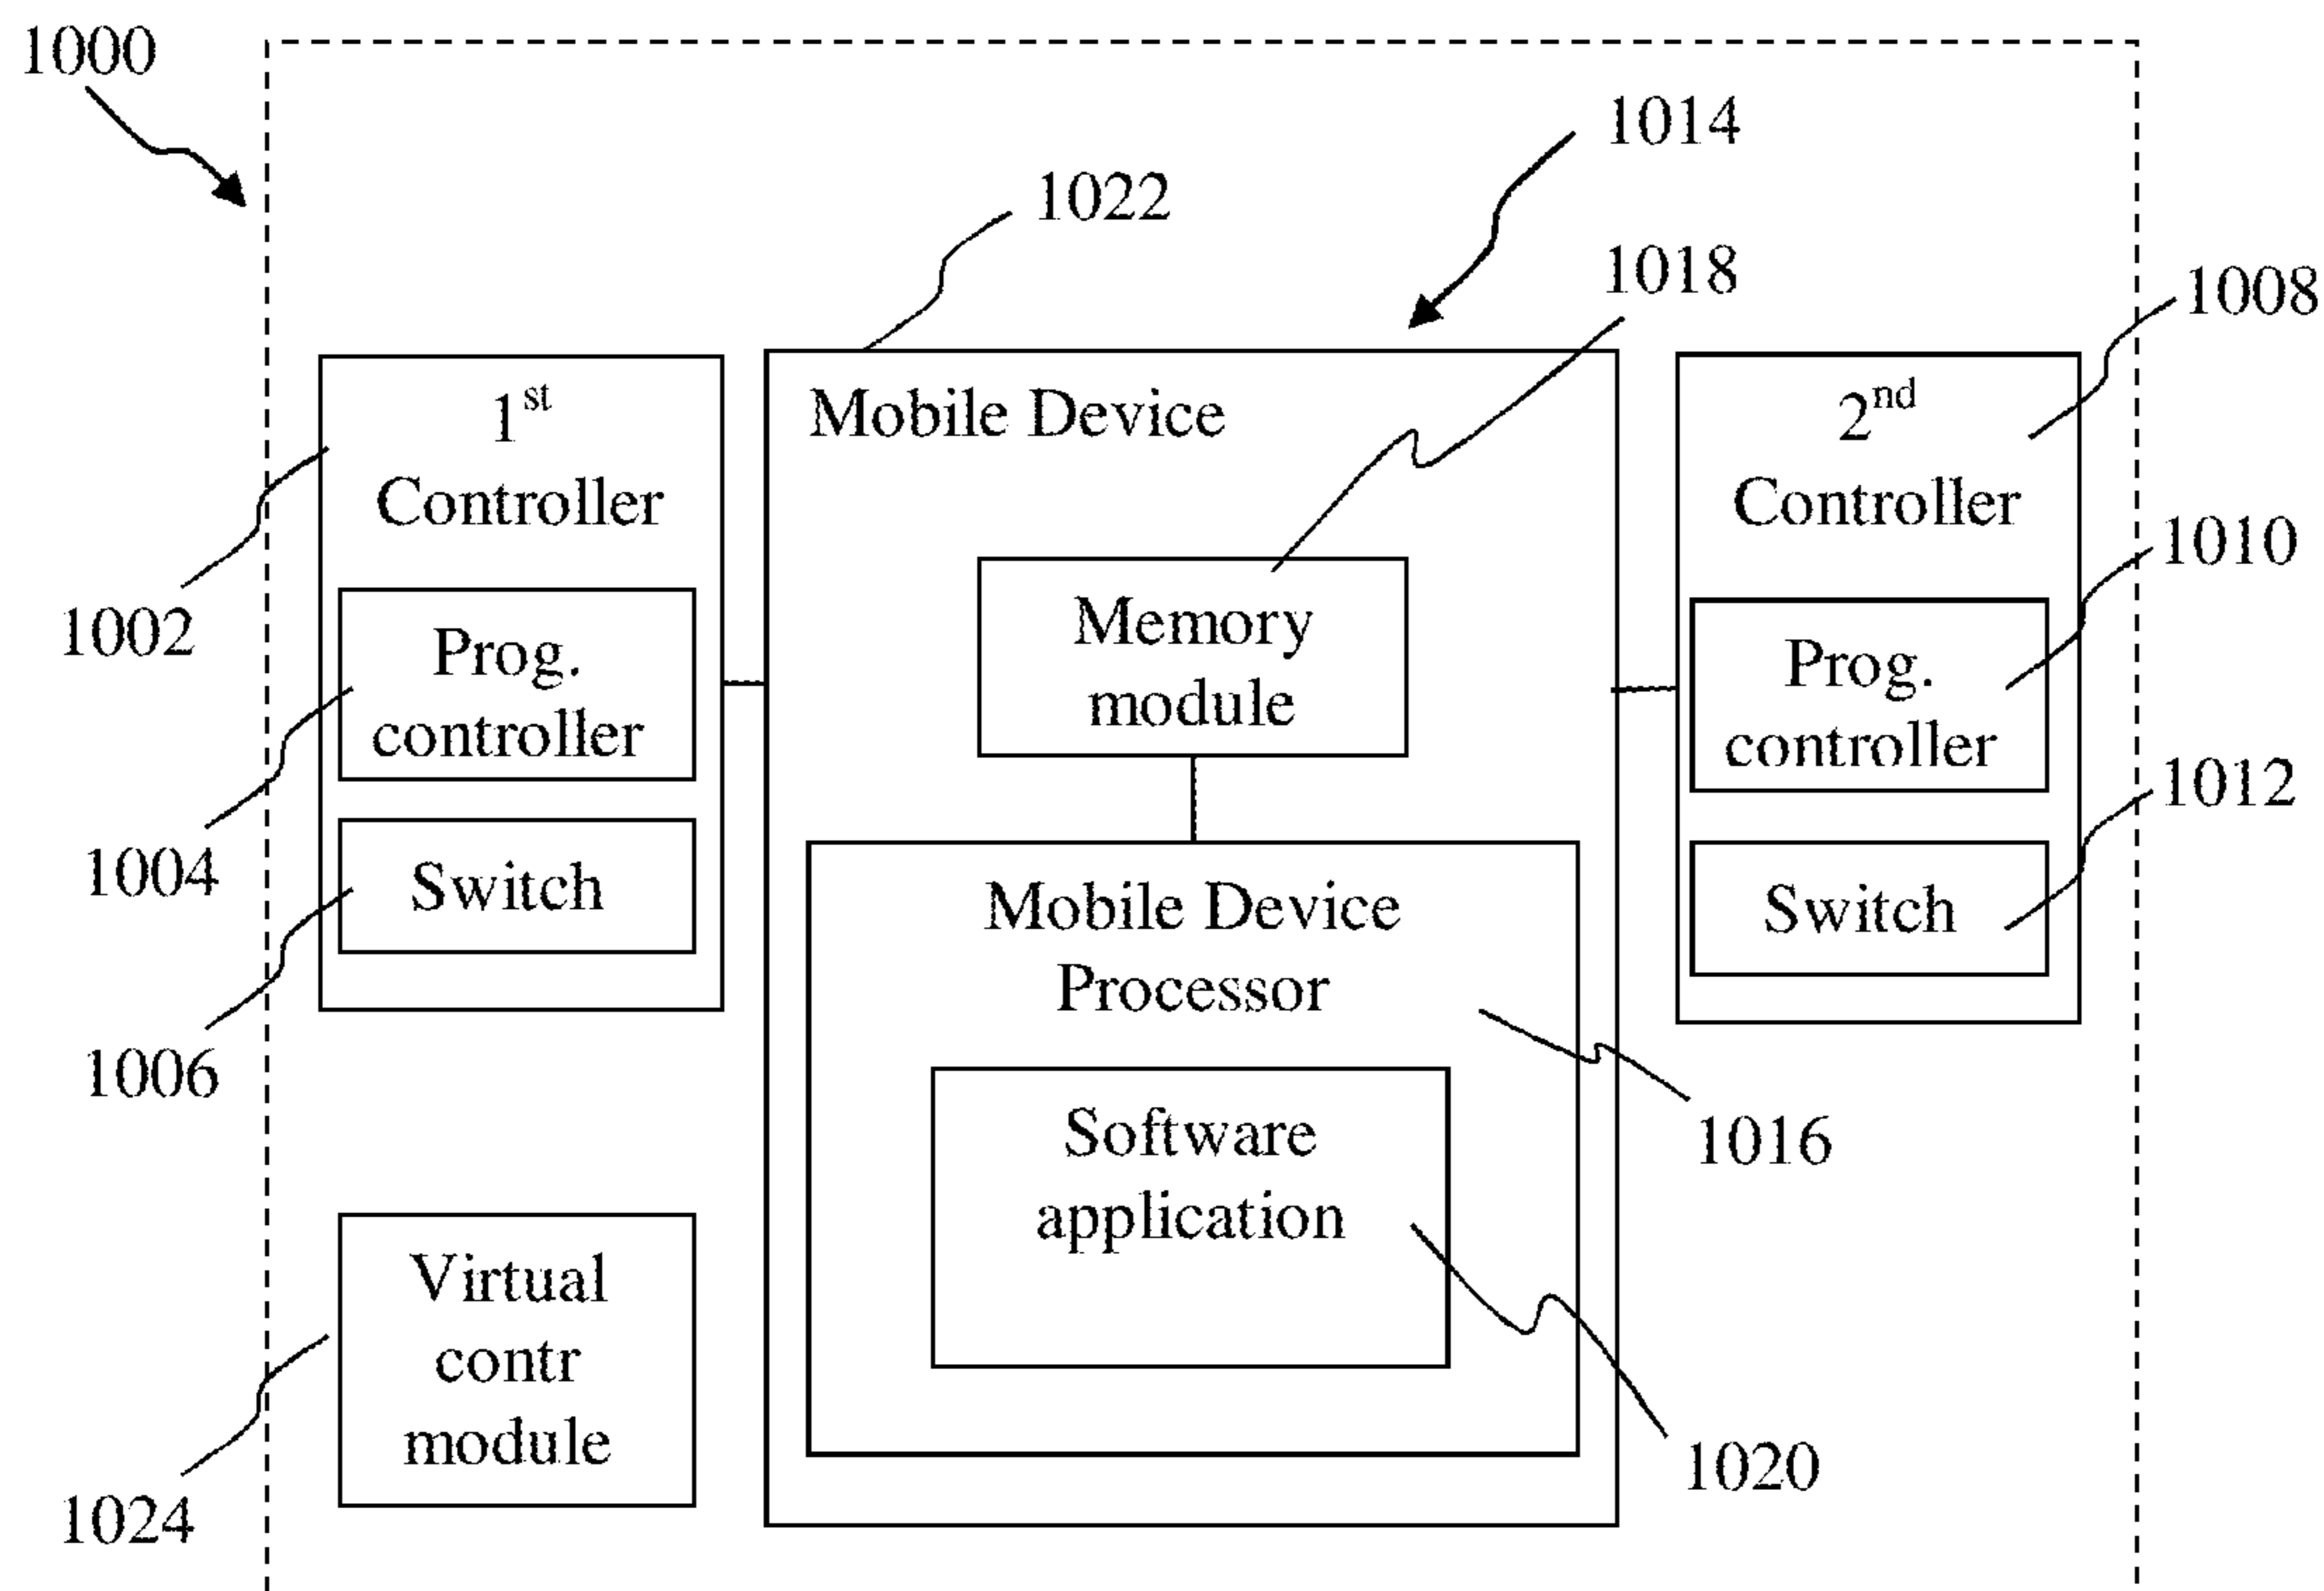 1000
1014
1022
1018
1008
1st
Controller
Mobile Device
2nd
Controller
1010
1002
Prog.
controller
Memory
module
Prog.
controller
1012
1004
Switch
Mobile Device
Processor
Switch
1006
Software
application
1016
Virtual
contr
module
1020
1024